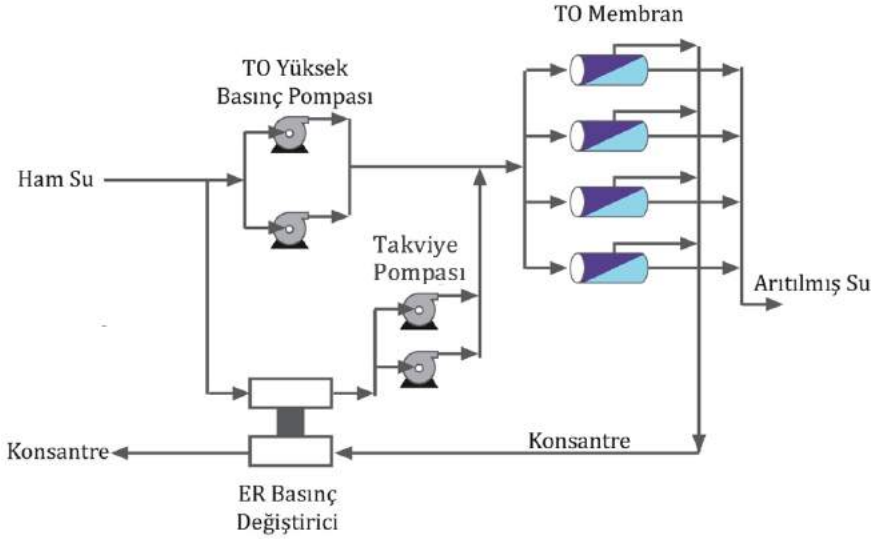 TO Membran
TO Yüksek
Basınç Pompası
Ham Su
Takviye
Pompası
Arıtılmış Su
Konsantre
Konsantre
ER Basınç
Değiştirici